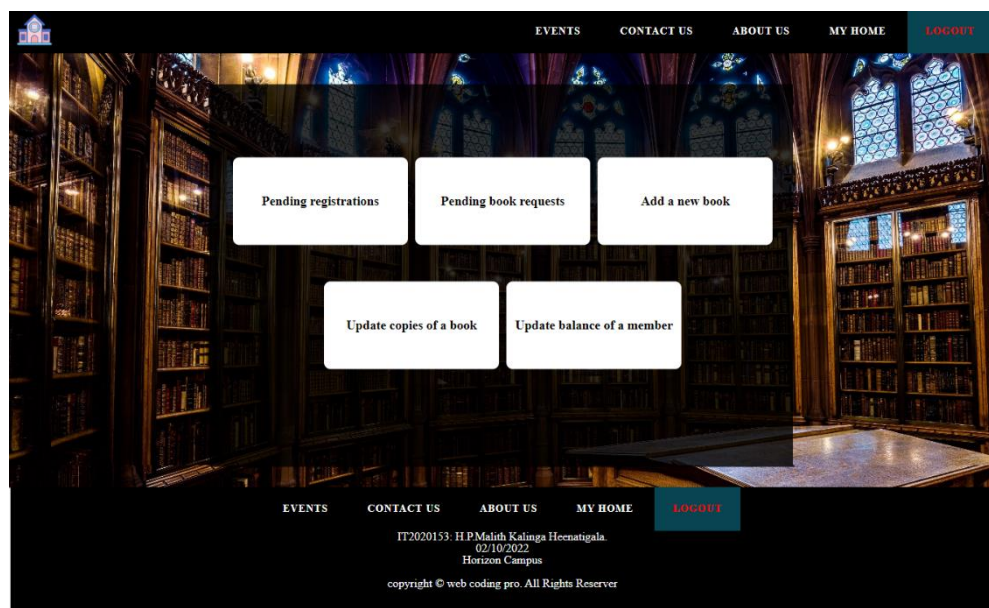 EVENTS CONTACT US ABOUT US MY HOME LOGOUT
Pending registrations Pending book requests Add a new book
Update copies of a book Update balance of a member
EVENTS CONTACT US ABOUT US MY HOME LOGOUT
IT2020153: H.P.Malith Kalinga Heenatigala.
02/10/2022
Horizon Campus
copyright © web coding pro. All Rights Reserver